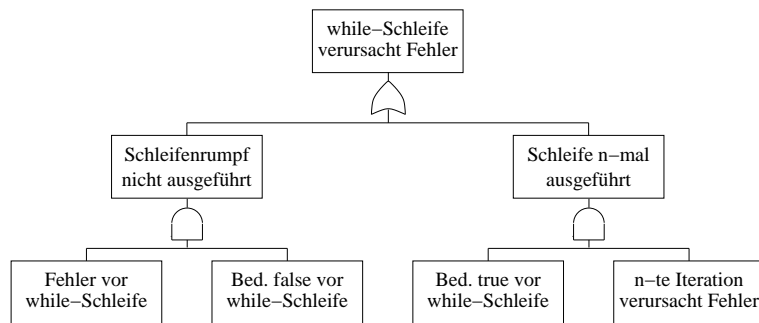 while−Schleife
verursacht Fehler
Schleifenrumpf
nicht ausgeführt
Schleife n−mal
ausgeführt
Fehler vor
while−Schleife
Bed. false vor
while−Schleife
Bed. true vor
while−Schleife
n−te Iteration
verursacht Fehler